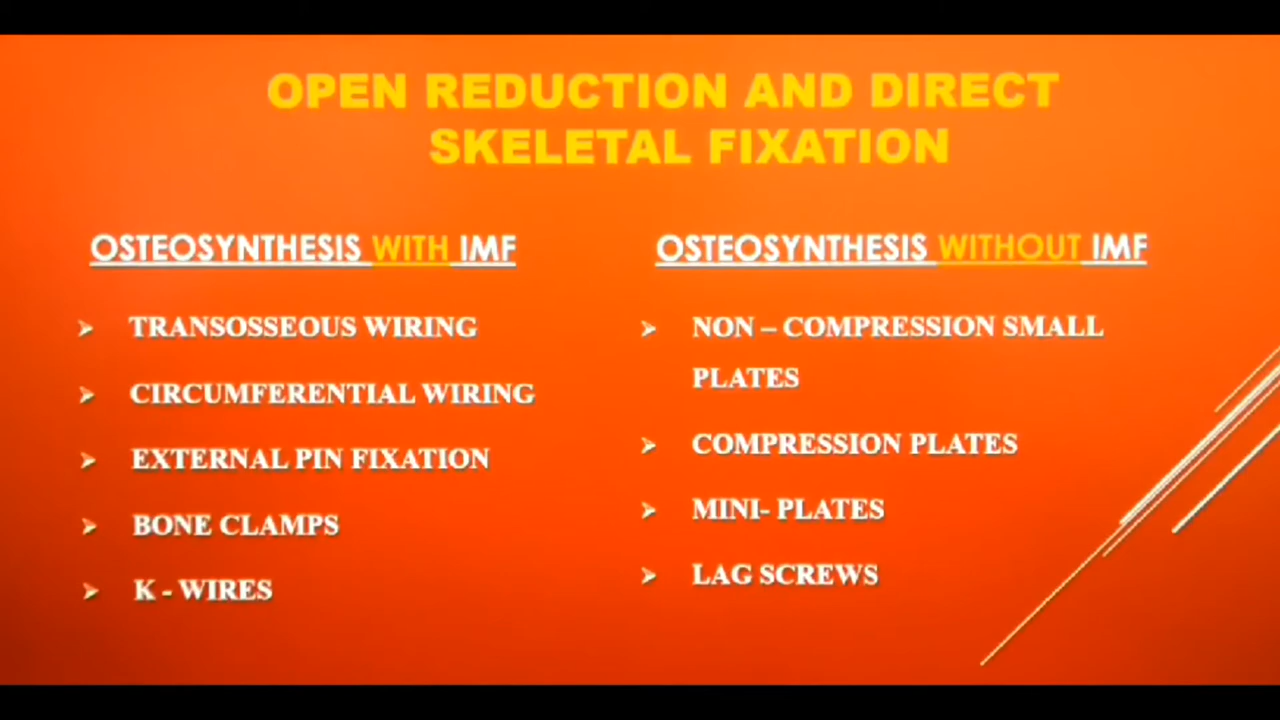 OPEN REDUCTION AND DIRECT
SKELETAL FIXATION
OSTEOSYNTHESIS WITH IMF
TRANSOSSEOUS WIRING
CIRCUMFERENTIAL WIRING
EXTERNAL PIN FIXATION
BONE CLAMPS
K - WIRES
OSTEOSYNTHESIS WITHOUT IMF
NON – COMPRESSION SMALL
PLATES
COMPRESSION PLATES
MINI- PLATES
LAG SCREWS